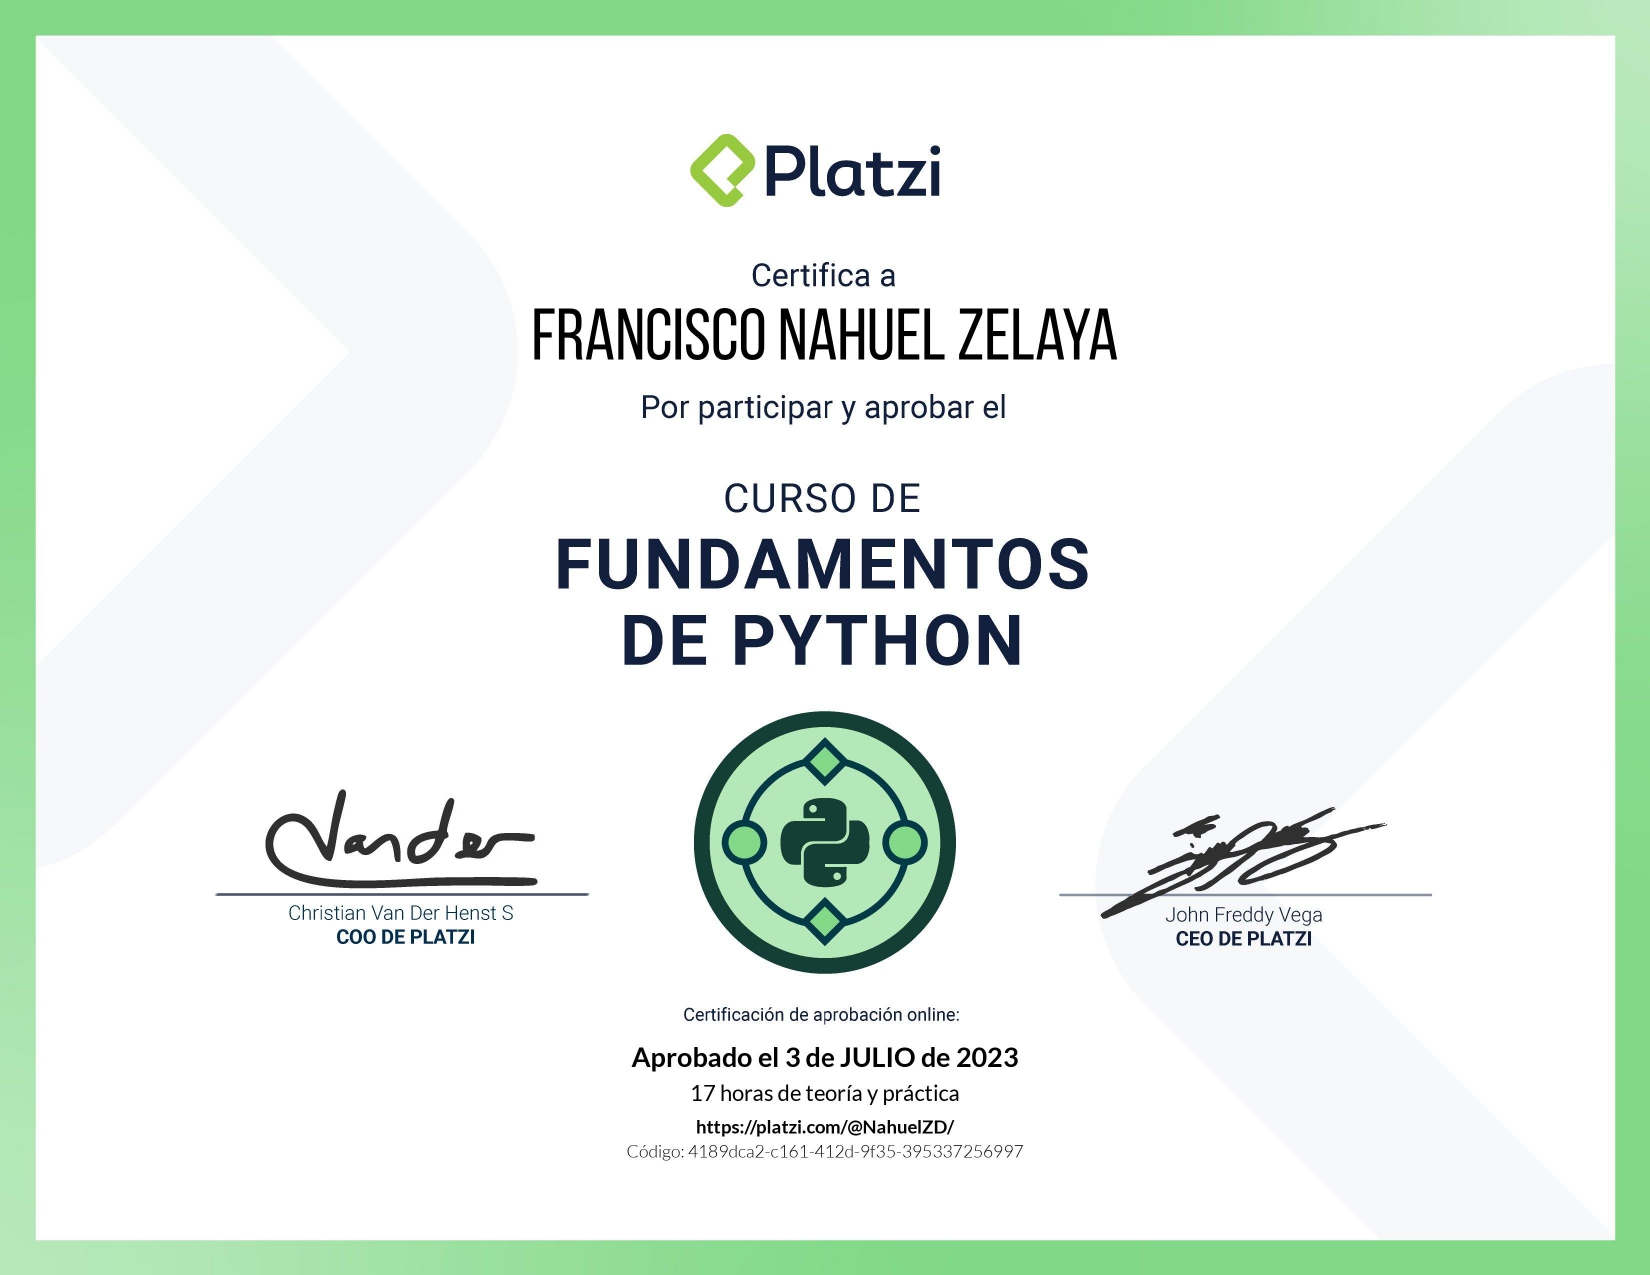 Platzi
Certifica a
FRANCISCO NAHUEL ZELAYA
Por participar y aprobar el
CURSO DE
FUNDAMENTOS
DE PYTHON
Vander
Christian Van Der Henst S
COO DE PLATZI
John Freddy Vega
CEO DE PLATZI
Certificación de aprobación online:
Aprobado el 3 de JULIO de 2023
17 horas de teoría y práctica
https://platzi.com/@NahuelZD/
Código: 4189dca2-c161-412d-9f35-395337256997